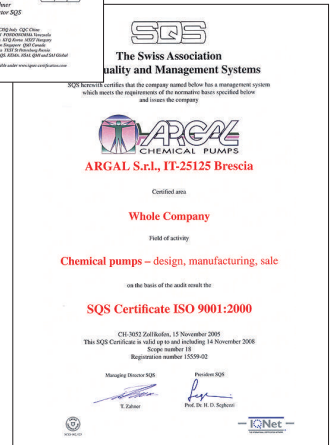 SQS
The Swiss Association
uality and Management Systems
SQS herewith certifies that the company named below has a management system
which meets the requirements of the normative bases specified below
and issues the company
ARGAL
CHEMICAL PUMPS
ARGAL S.r.l., IT-25125 Brescia
Certified area
Whole Company
Field of activity
Chemical pumps – design, manufacturing, sale
on the basis of the audit result the
SQS Certificate ISO 9001:2000
CH-3052 Zollikofen, 15 November 2005
This SQS Certificate is valid up to and including 14 November 2008
Scope number 18
Registration number 15559-02
Managing Director SQS
President SQS
T. Zahner
Prof. Dr. H. D. Seghezzi
IQNet